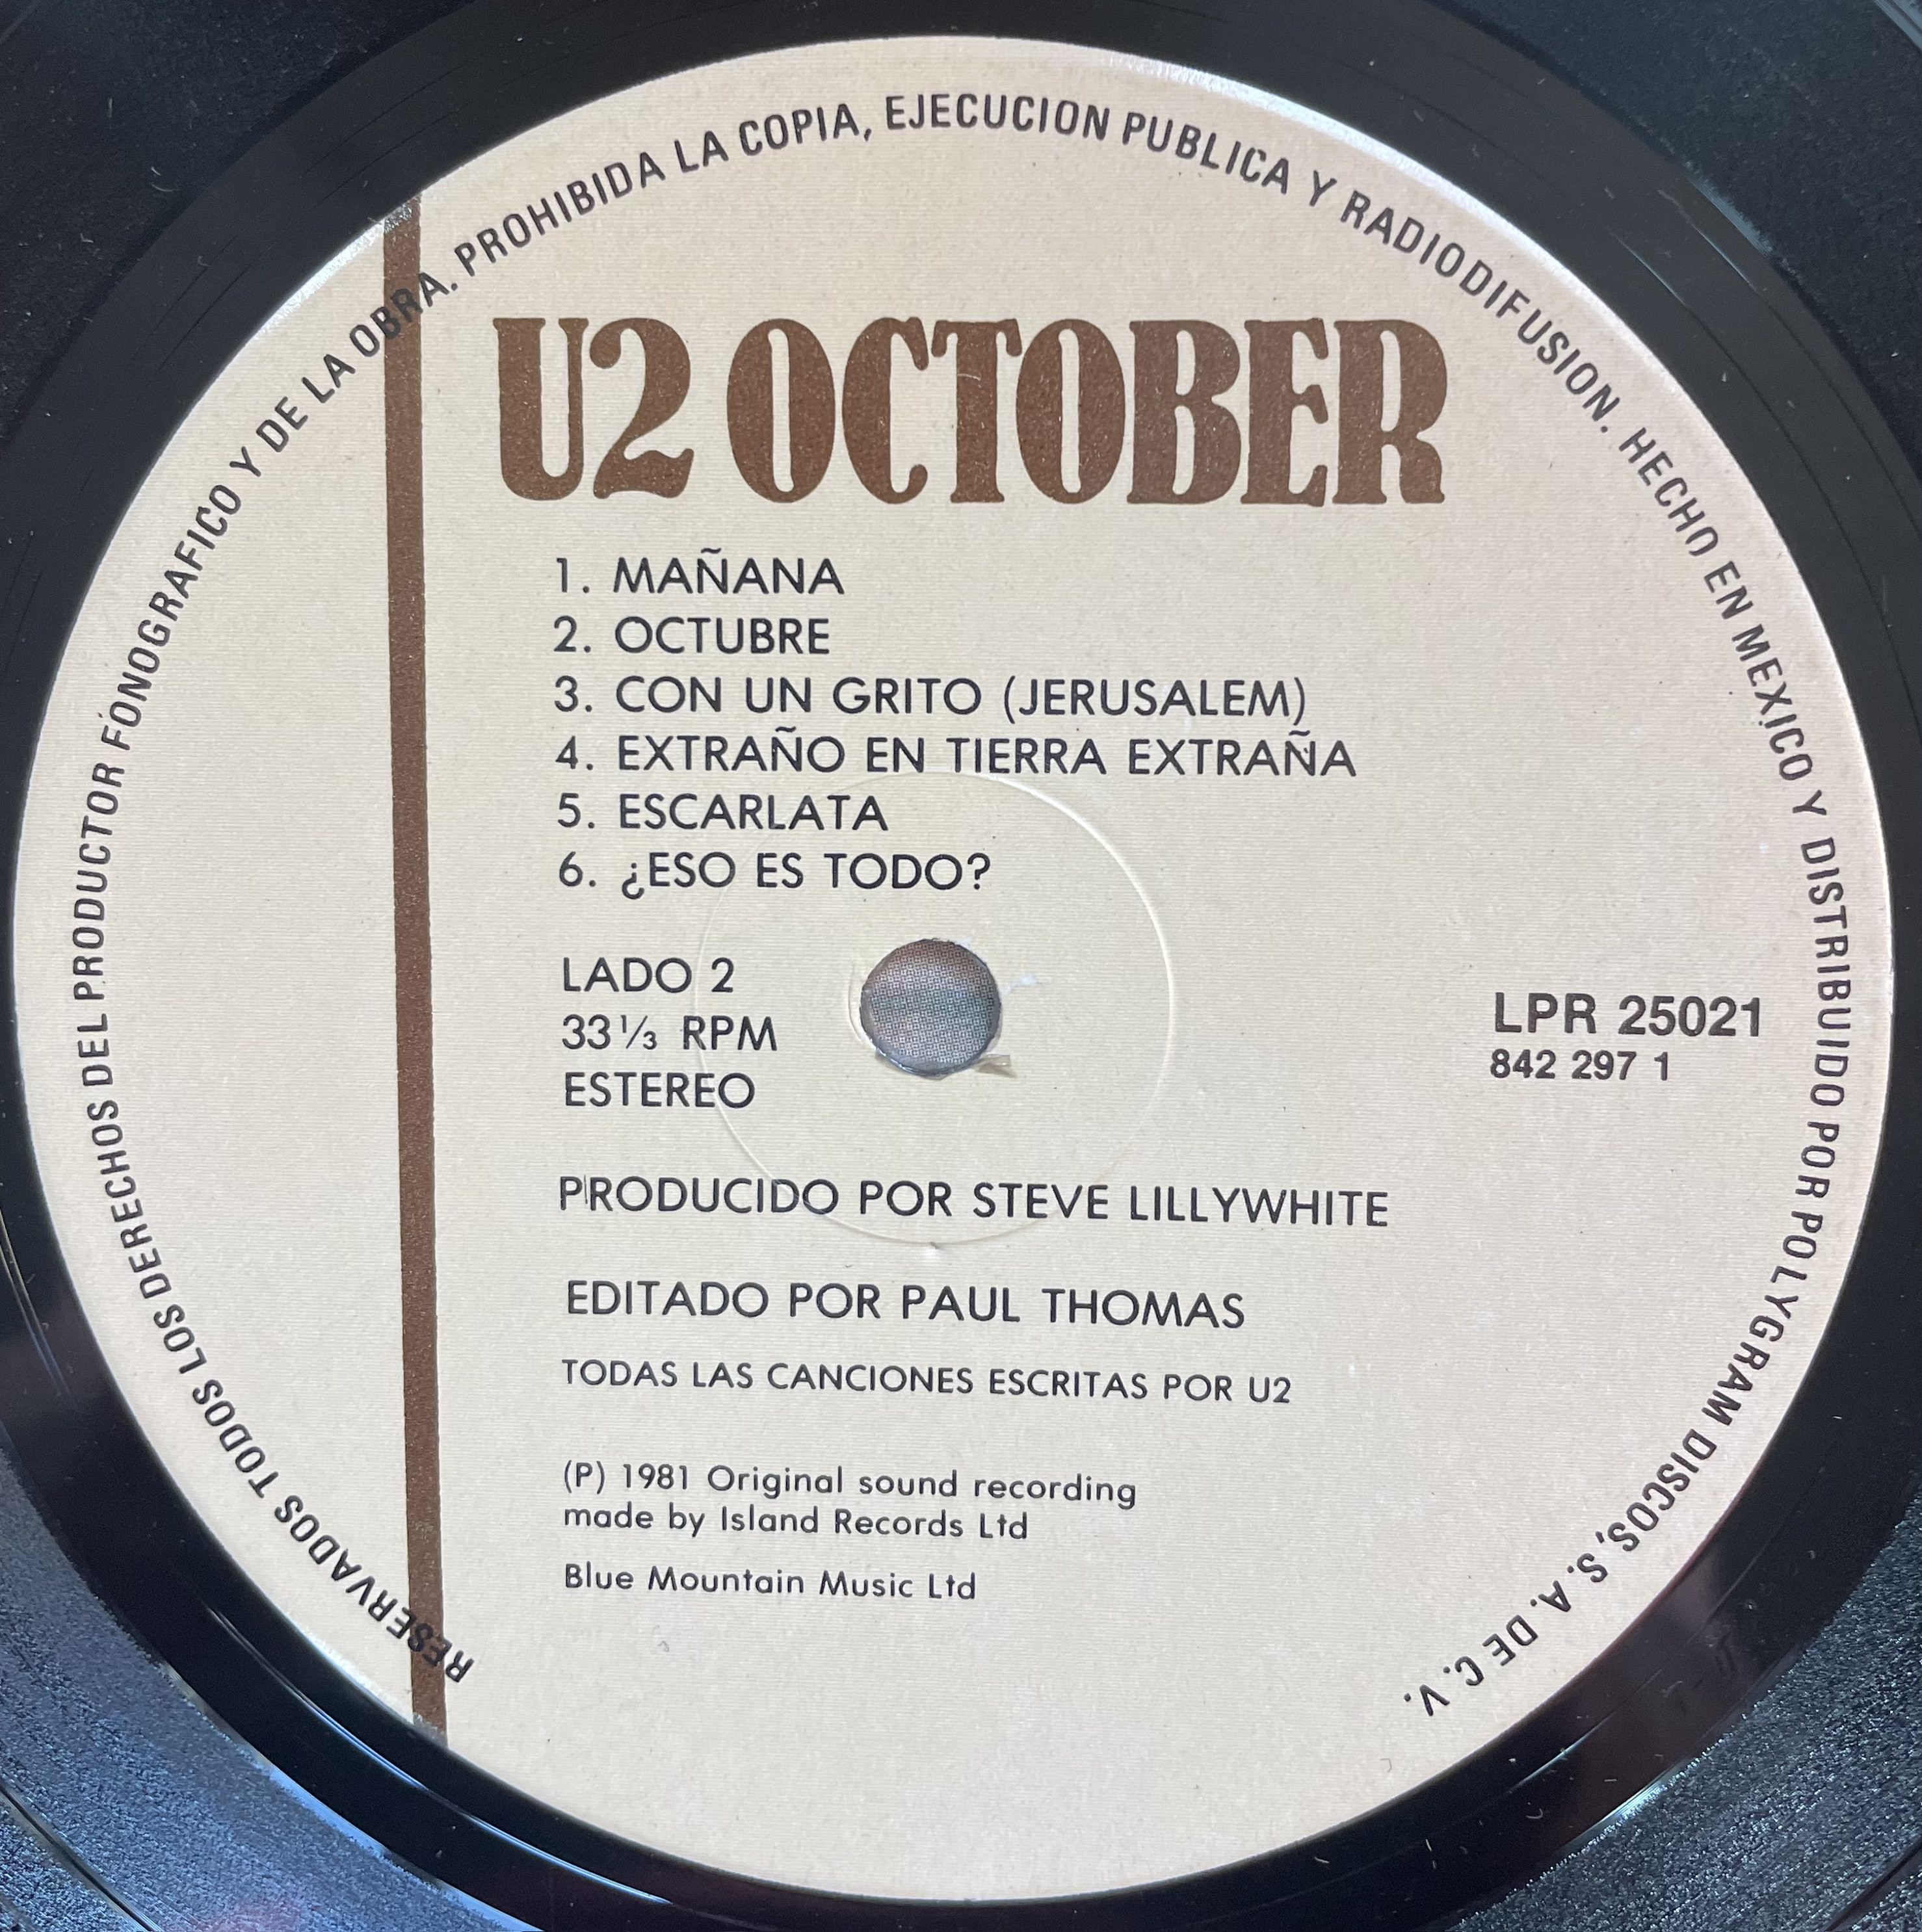 RESERVADOS TODOS LOS DERECHOS DEL PRODUCTOR FONOGRAFICO Y DE LA OBRA. PROHIBIDA LA COPIA, EJECUCION PUBLICA Y RADIODIFUSION. HECHO EN MEXICO Y DISTRIBUIDO POR POLYGRAM DISCOS, S. A. DE C. V.
U2 OCTOBER
1. MAÑANA
2. OCTUBRE
3. CON UN GRITO (JERUSALEM)
4. EXTRAÑO EN TIERRA EXTRAÑA
5. ESCARLATA
6. ¿ESO ES TODO?
LADO 2
33⅓ RPM
ESTEREO
LPR 25021
842 297 1
PRODUCIDO POR STEVE LILLYWHITE
EDITADO POR PAUL THOMAS
TODAS LAS CANCIONES ESCRITAS POR U2
(P) 1981 Original sound recording
made by Island Records Ltd
Blue Mountain Music Ltd